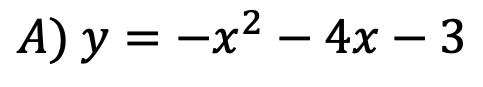 A) y = −x² − 4x − 3